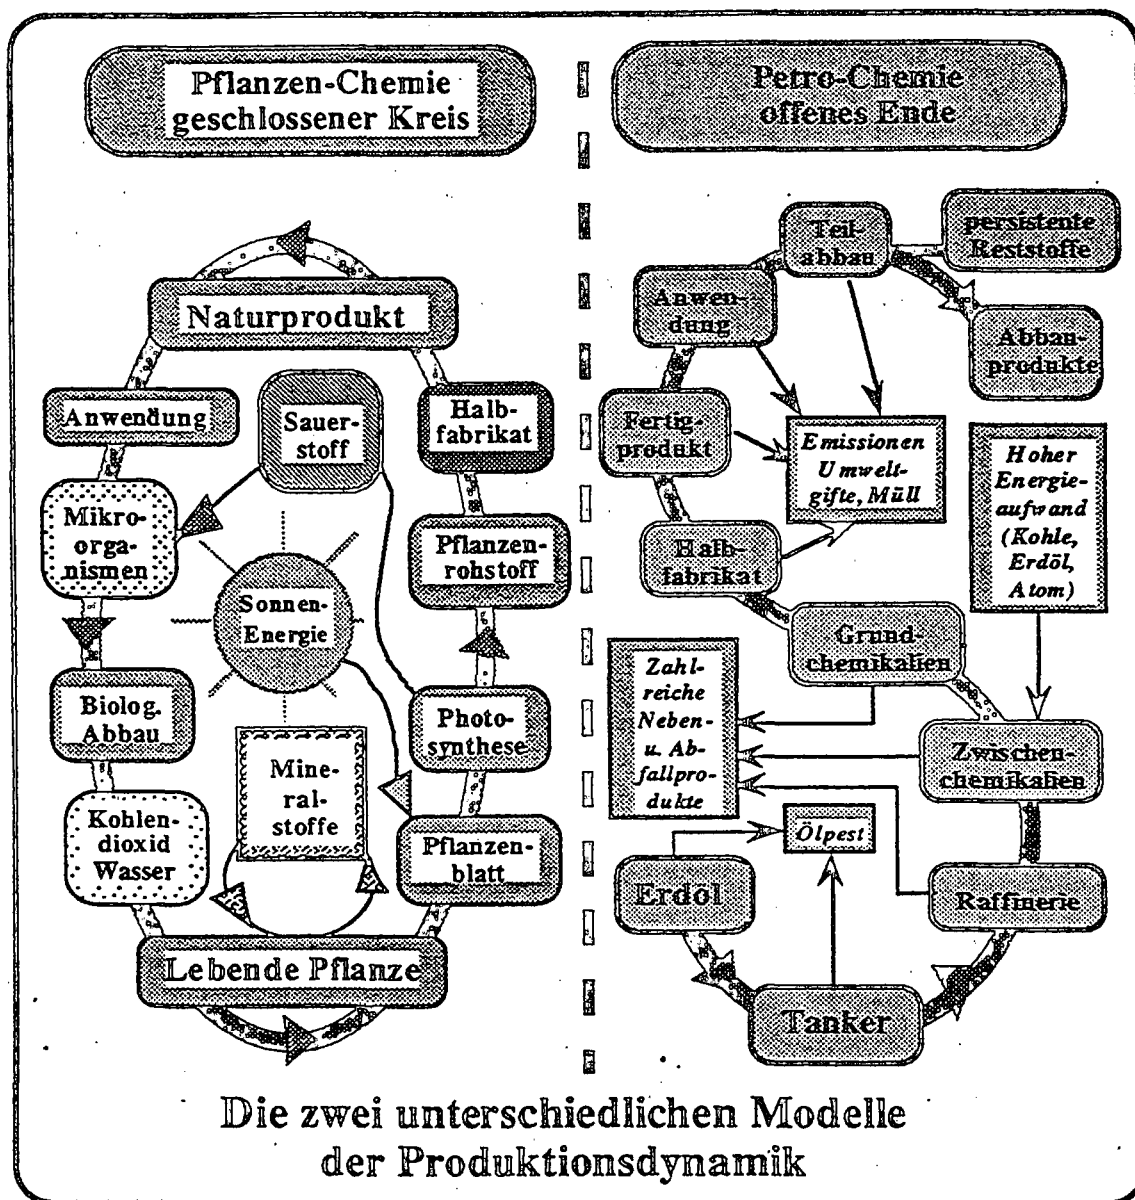 Pflanzen-Chemie
geschlossener Kreis
Naturprodukt
Anwendung
Sauer-
stoff
Halb-
fabrikat
Mikro-
orga-
nismen
Pflanzen-
rohstoff
Sonnen-
Energie
Biolog.
Abbau
Photo-
synthese
Mine-
ral-
stoffe
Kohlen-
dioxid
Wasser
Pflanzen-
blatt
Lebende Pflanze
Petro-Chemie
offenes Ende
Teil-
abbau
persistente
Reststoffe
Anwen-
dung
Abbau-
produkte
Fertig-
produkt
Emissionen
Umwelt-
gifte, Müll
Hoher
Energie-
aufwand
(Kohle,
Erdöl,
Atom)
Halb-
fabrikat
Grund-
chemikalien
Zahl-
reiche
Neben-
u. Ab-
fallpro-
dukte
Zwischen-
chemikalien
Ölpest
Erdöl
Raffinerie
Tanker
Die zwei unterschiedlichen Modelle
der Produktionsdynamik